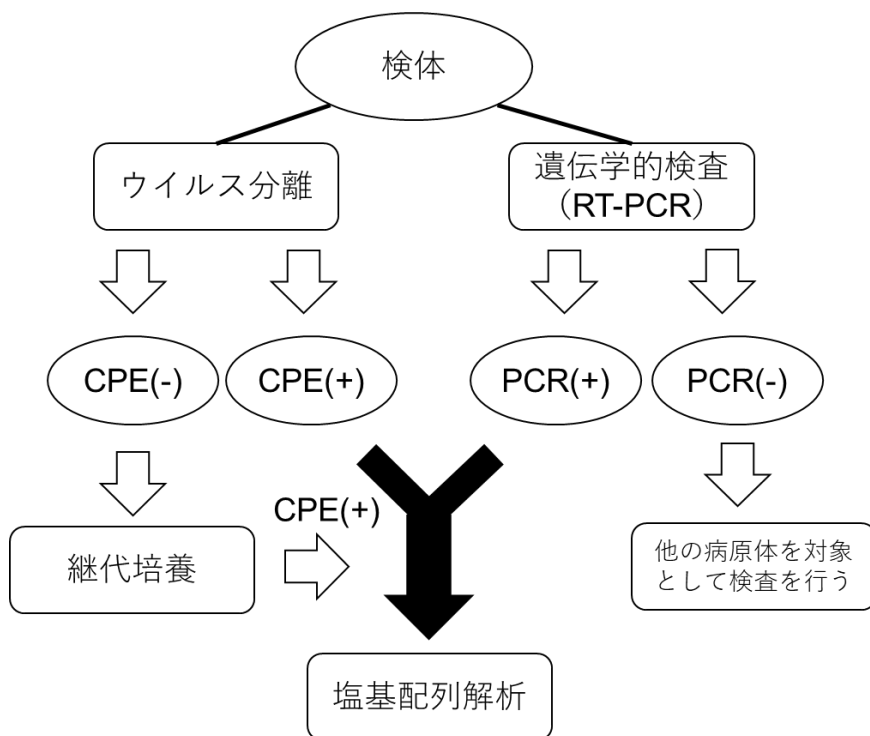 検体
ウイルス分離
遺伝学的検査
（RT-PCR）
CPE(-)
CPE(+)
PCR(+)
PCR(-)
CPE(+)
継代培養
他の病原体を対象
として検査を行う
塩基配列解析